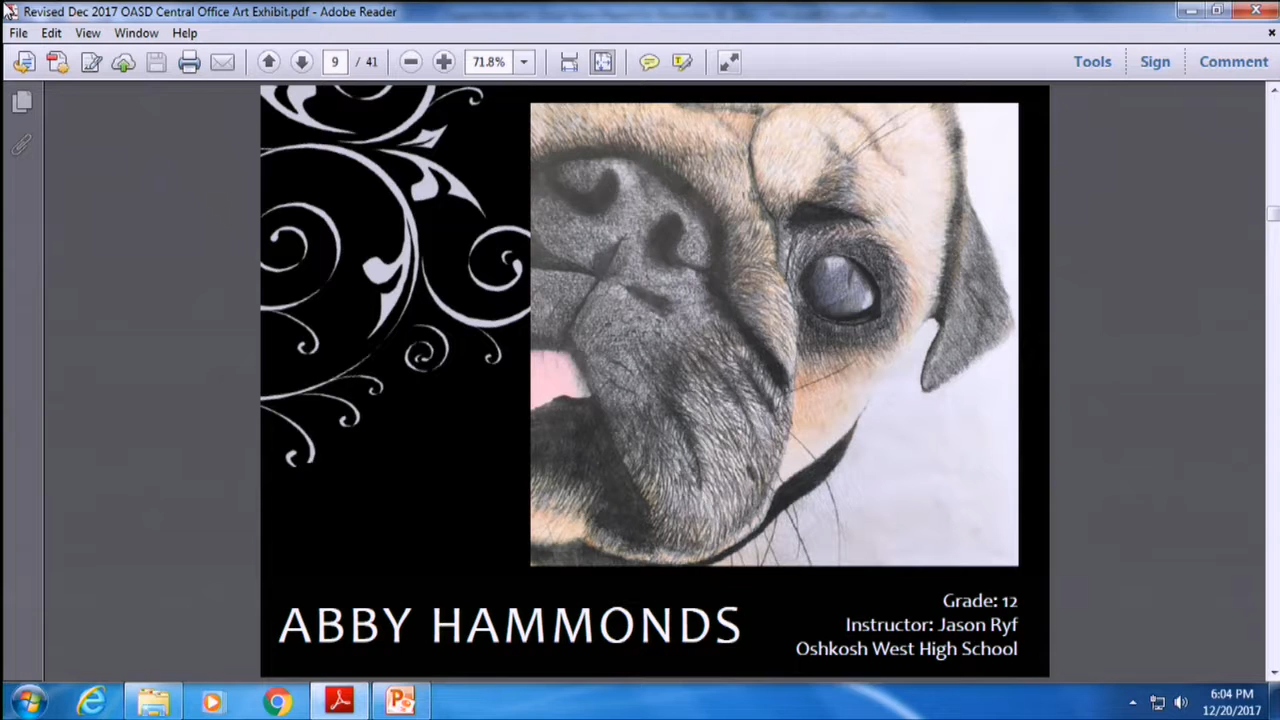 Revised Dec 2017 OASD Central Office Art Exhibit.pdf - Adobe Reader
File Edit View Window Help
9 / 41 71.8% Tools Sign Comment
ABBY HAMMONDS
Grade: 12
Instructor: Jason Ryf
Oshkosh West High School
6:04 PM
12/20/2017